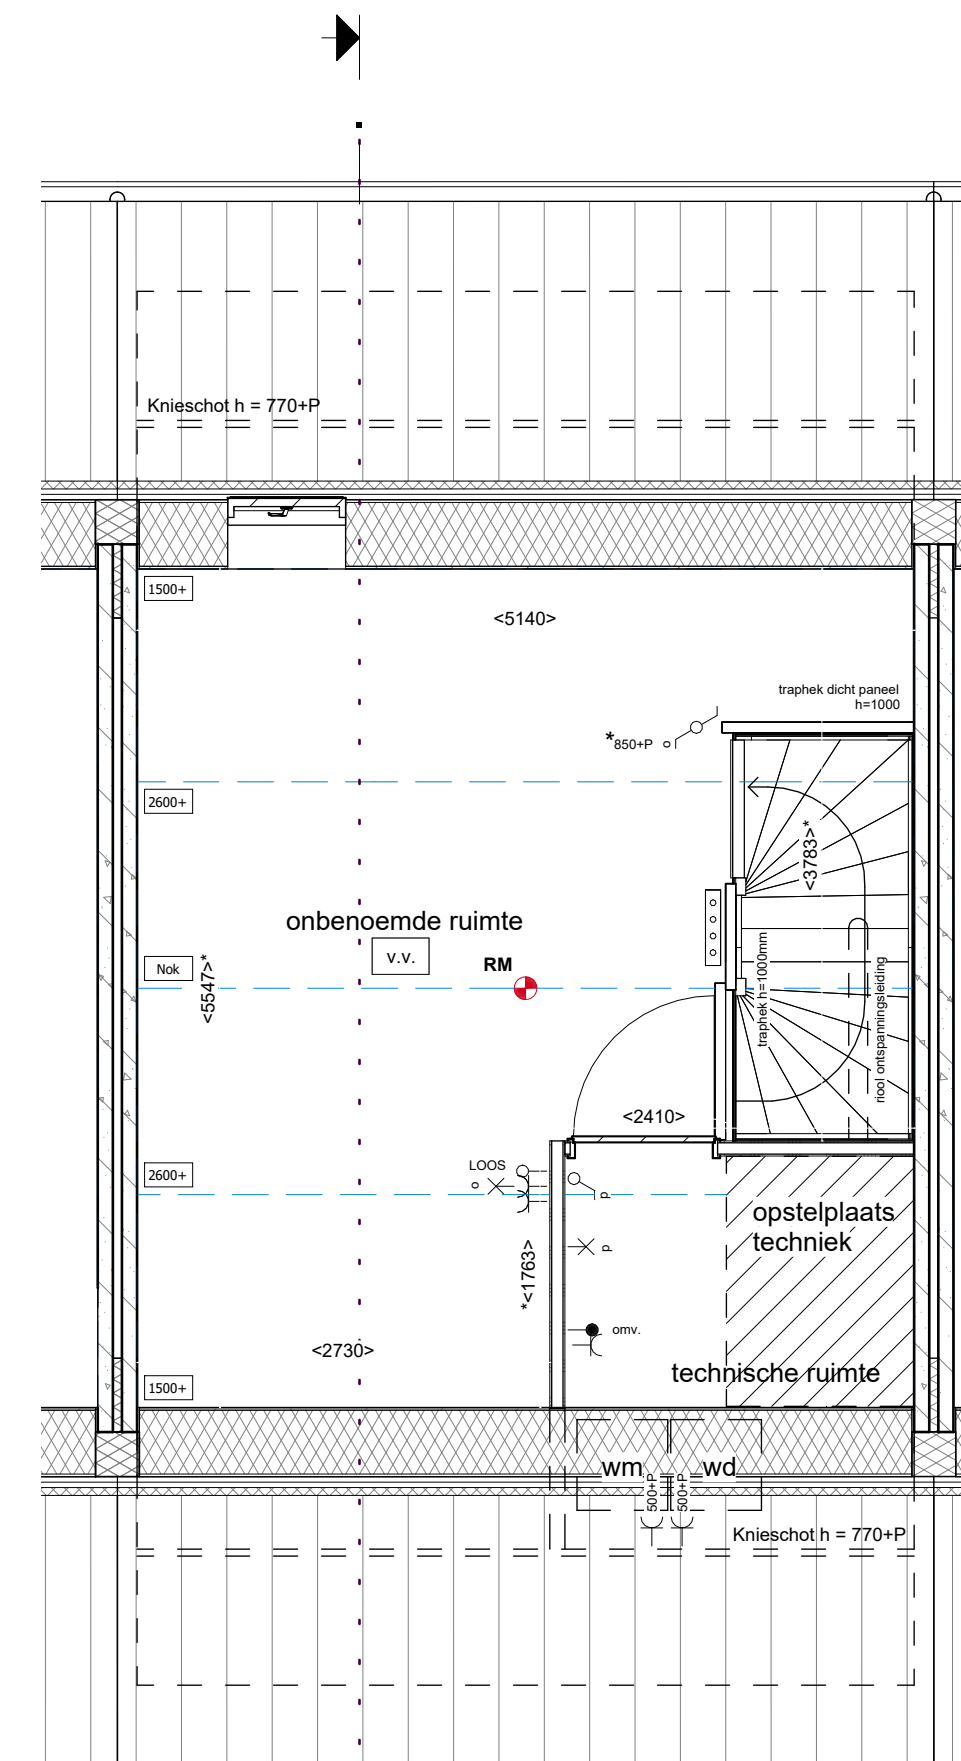 Knieschot h = 770+P
1500+
<5140>
traphek dicht paneel
h=1000
*850+P
2600+
<3783>*
onbenoemde ruimte
v.v.
RM
Nok
<5547>*
traphek h=1000mm
riool ontspanningsleiding
<2410>
LOOS
2600+
p
opstelplaats
techniek
p
*<1763>
omv.
<2730>
technische ruimte
1500+
wm
wd
500+P
500+P
Knieschot h = 770+P